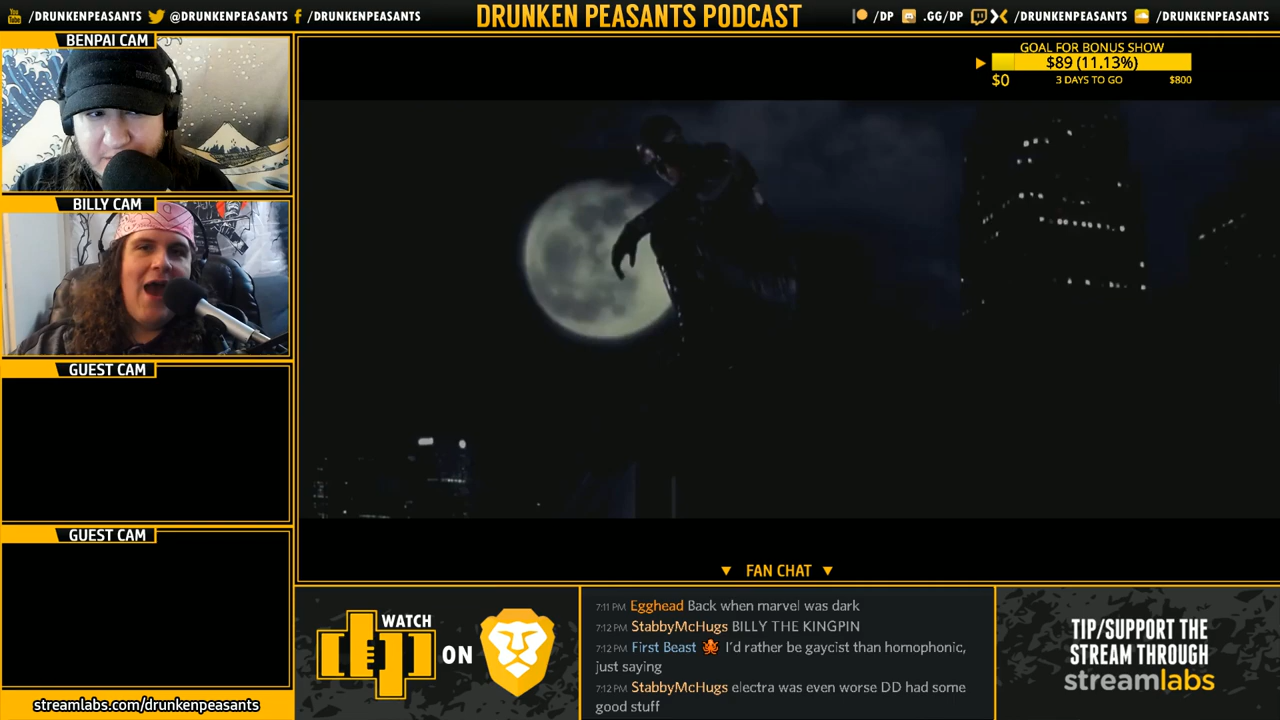 /DRUNKENPEASANTS @DRUNKENPEASANTS /DRUNKENPEASANTS
DRUNKEN PEASANTS PODCAST
/DP .GG/DP /DRUNKENPEASANTS /DRUNKENPEASANTS
BENPAI CAM
BILLY CAM
GUEST CAM
GUEST CAM
streamlabs.com/drunkenpeasants
GOAL FOR BONUS SHOW
$89 (11.13%)
$0 3 DAYS TO GO $800
▼ FAN CHAT ▼
WATCH
ON
7:11 PM Egghead Back when marvel was dark
7:12 PM StabbyMcHugs BILLY THE KINGPIN
7:12 PM First Beast 🐙 I'd rather be gaycist than homophonic,
just saying
7:12 PM StabbyMcHugs electra was even worse DD had some
good stuff
TIP/SUPPORT THE
STREAM THROUGH
streamlabs